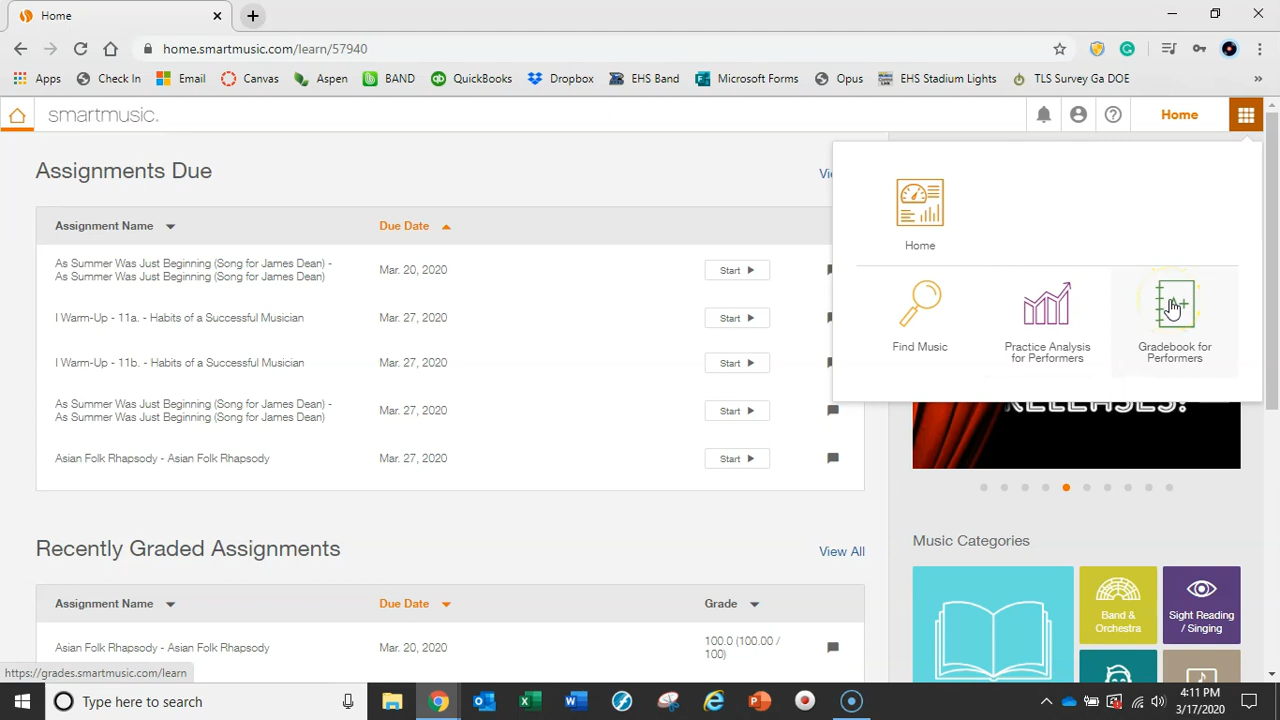 Home
home.smartmusic.com/learn/57940
Apps Check In Email Canvas Aspen BAND QuickBooks Dropbox EHS Band Microsoft Forms Opus EHS Stadium Lights TLS Survey Ga DOE »
smartmusic. Home
Assignments Due
Assignment Name Due Date
As Summer Was Just Beginning (Song for James Dean) -
As Summer Was Just Beginning (Song for James Dean) Mar. 20, 2020 Start
I Warm-Up - 11a. - Habits of a Successful Musician Mar. 27, 2020 Start
I Warm-Up - 11b. - Habits of a Successful Musician Mar. 27, 2020 Start
As Summer Was Just Beginning (Song for James Dean) -
As Summer Was Just Beginning (Song for James Dean) Mar. 27, 2020 Start
Asian Folk Rhapsody - Asian Folk Rhapsody Mar. 27, 2020 Start
Home
Find Music
Practice Analysis
for Performers
Gradebook for
Performers
RELEASES!
Recently Graded Assignments View All
Assignment Name Due Date Grade
Asian Folk Rhapsody - Asian Folk Rhapsody Mar. 20, 2020 100.0 (100.00 /
100)
Music Categories
Band &
Orchestra
Sight Reading
/ Singing
https://grades.smartmusic.com/learn
Type here to search
4:11 PM
3/17/2020